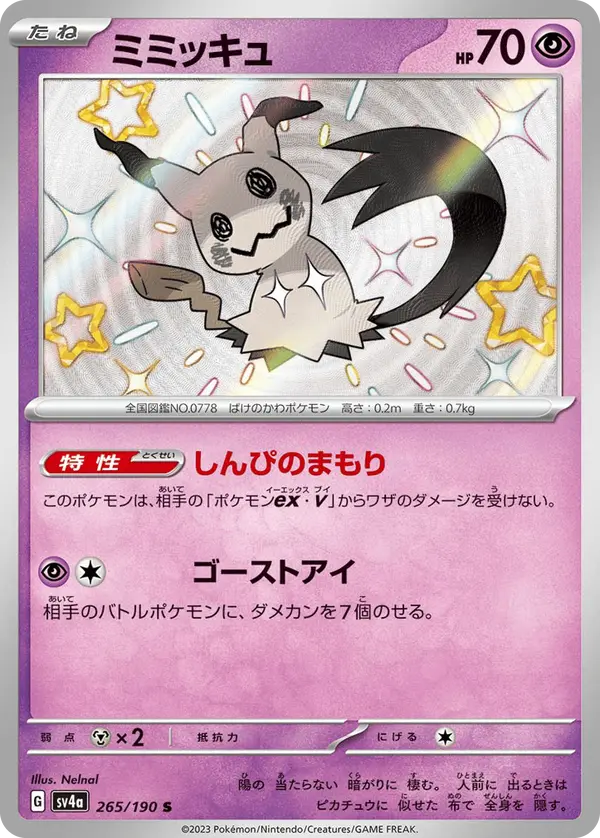 たね ミミッキュ HP70
全国図鑑NO.0778 ばけのかわポケモン 高さ:0.2m 重さ:0.7kg
特性 とくせい しんぴのまもり
このポケモンは、相手の「ポケモンex・V」からワザのダメージを受けない。
ゴーストアイ
相手のバトルポケモンに、ダメカンを7個のせる。
弱点 ×2 抵抗力 にげる
Illus. Nelnal
陽の 当たらない 暗がりに 棲む。人前に 出るときは
ピカチュウに 似せた 布で 全身を 隠す。
G sv4a 265/190 S
©2023 Pokémon/Nintendo/Creatures/GAME FREAK.